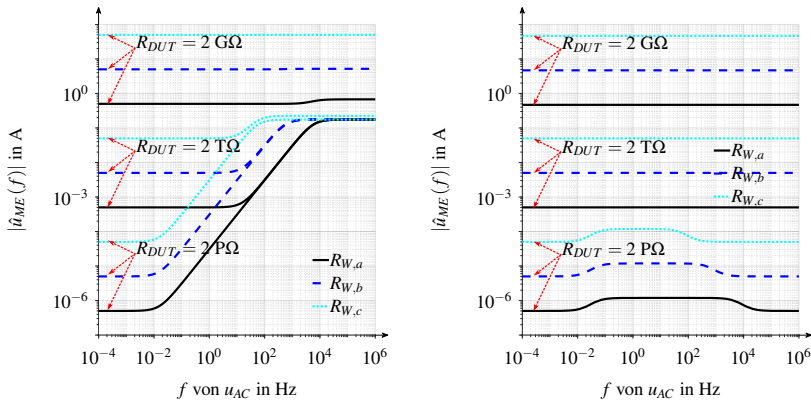 |û_ME(f)| in A
10^0
10^−3
10^−6
R_DUT = 2 GΩ
R_DUT = 2 TΩ
R_DUT = 2 PΩ
R_W,a
R_W,b
R_W,c
10^−4 10^−2 10^0 10^2 10^4 10^6
f von u_AC in Hz
|û_ME(f)| in A
10^0
10^−3
10^−6
R_DUT = 2 GΩ
R_DUT = 2 TΩ
R_W,a
R_W,b
R_W,c
R_DUT = 2 PΩ
10^−4 10^−2 10^0 10^2 10^4 10^6
f von u_AC in Hz